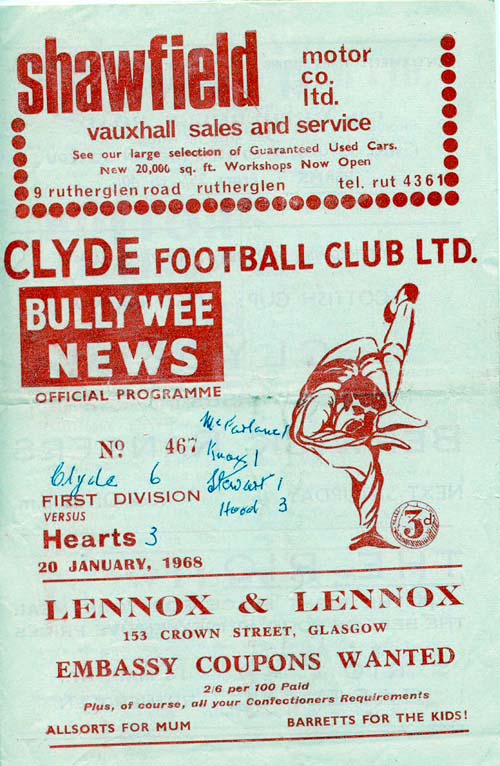 shawfield motor
co.
ltd.
vauxhall sales and service
See our large selection of Guaranteed Used Cars.
New 20,000 sq. ft. Workshops Now Open
9 rutherglen road rutherglen tel. rut 4361
CLYDE FOOTBALL CLUB LTD.
BULLY WEE
NEWS
OFFICIAL PROGRAMME
No 467
McFarlane 1
Knox 1
Stewart 1
Hood 3
Clyde 6
FIRST DIVISION
VERSUS
Hearts 3
20 JANUARY, 1968
3d
LENNOX & LENNOX
153 CROWN STREET, GLASGOW
EMBASSY COUPONS WANTED
2/6 per 100 Paid
Plus, of course, all your Confectioners Requirements
ALLSORTS FOR MUM BARRETTS FOR THE KIDS!